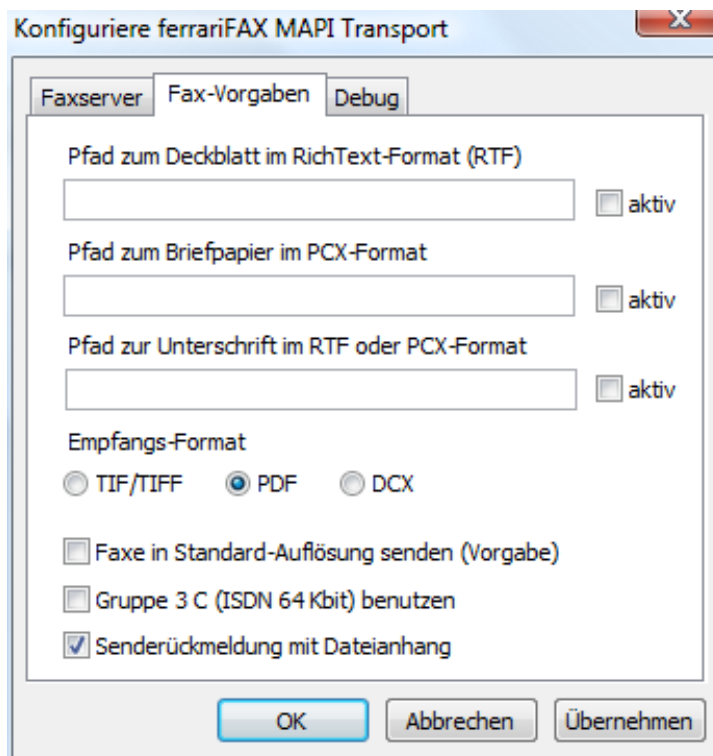 Konfiguriere ferrariFAX MAPI Transport
Faxserver Fax-Vorgaben Debug
Pfad zum Deckblatt im RichText-Format (RTF)
aktiv
Pfad zum Briefpapier im PCX-Format
aktiv
Pfad zur Unterschrift im RTF oder PCX-Format
aktiv
Empfangs-Format
TIF/TIFF PDF DCX
Faxe in Standard-Auflösung senden (Vorgabe)
Gruppe 3 C (ISDN 64 Kbit) benutzen
Senderückmeldung mit Dateianhang
OK Abbrechen Übernehmen